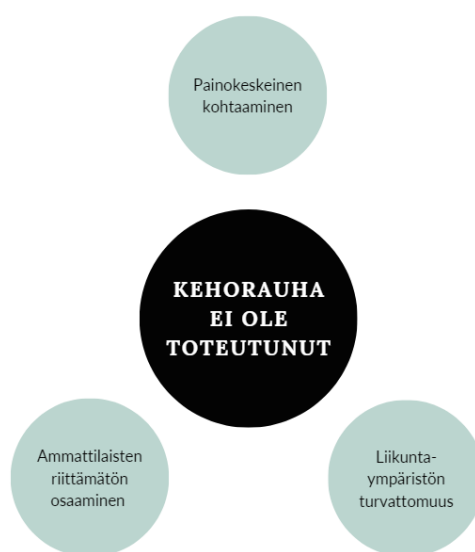 Painokeskeinen
kohtaaminen
KEHORAUHA
EI OLE
TOTEUTUNUT
Ammattilaisten
riittämätön
osaaminen
Liikunta-
ympäristön
turvattomuus